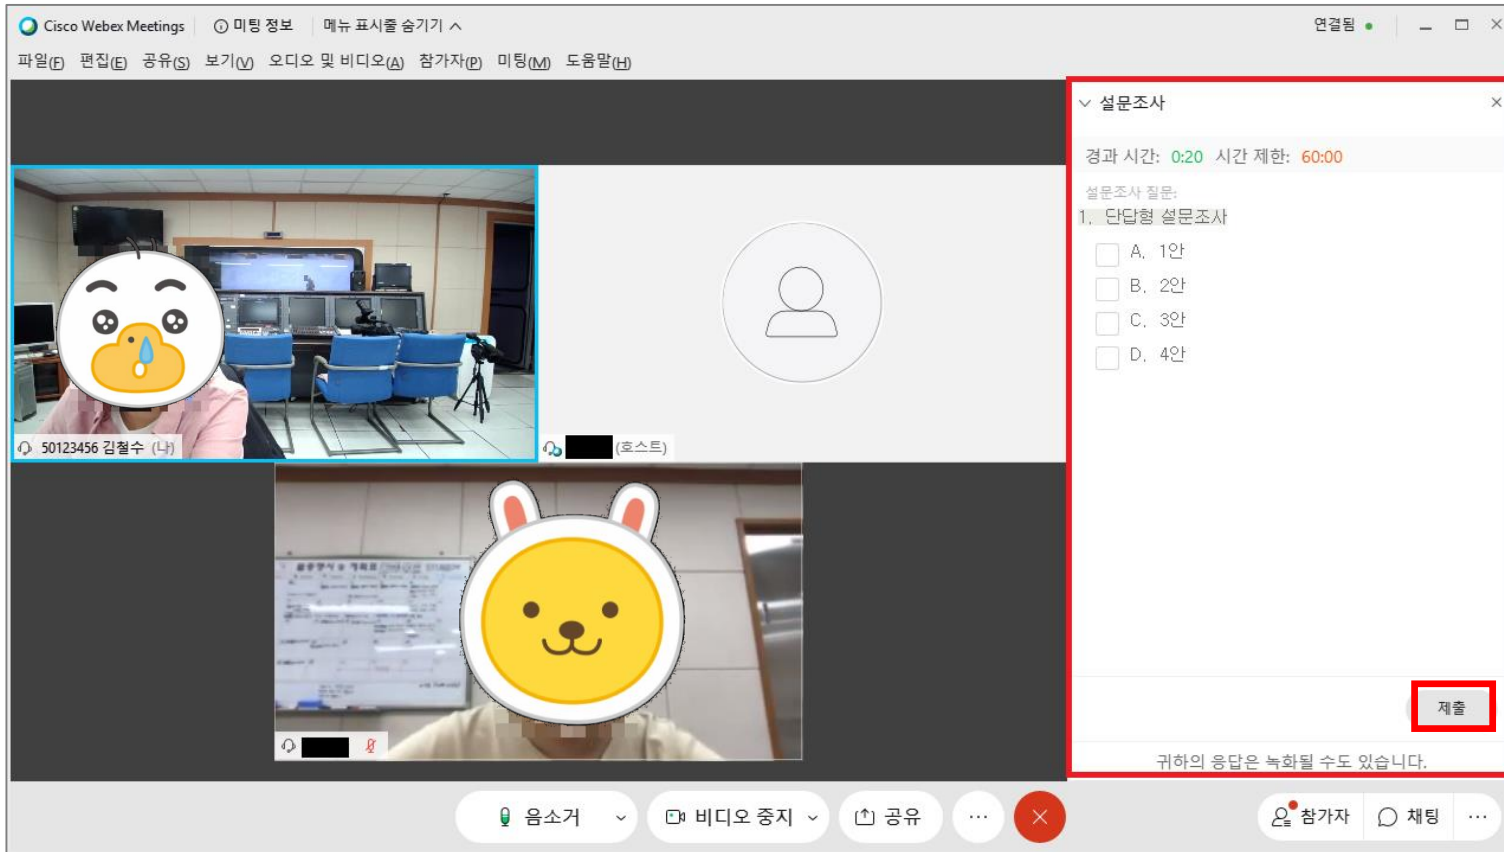 Cisco Webex Meetings 미팅 정보 메뉴 표시줄 숨기기 연결됨
파일(F) 편집(E) 공유(S) 보기(V) 오디오 및 비디오(A) 참가자(P) 미팅(M) 도움말(H)
설문조사
경과 시간: 0:20 시간 제한: 60:00
설문조사 질문:
1. 단답형 설문조사
A. 1안
B. 2안
C. 3안
D. 4안
50123456 김철수 (나)
(호스트)
제출
귀하의 응답은 녹화될 수도 있습니다.
음소거 비디오 중지 공유 참가자 채팅